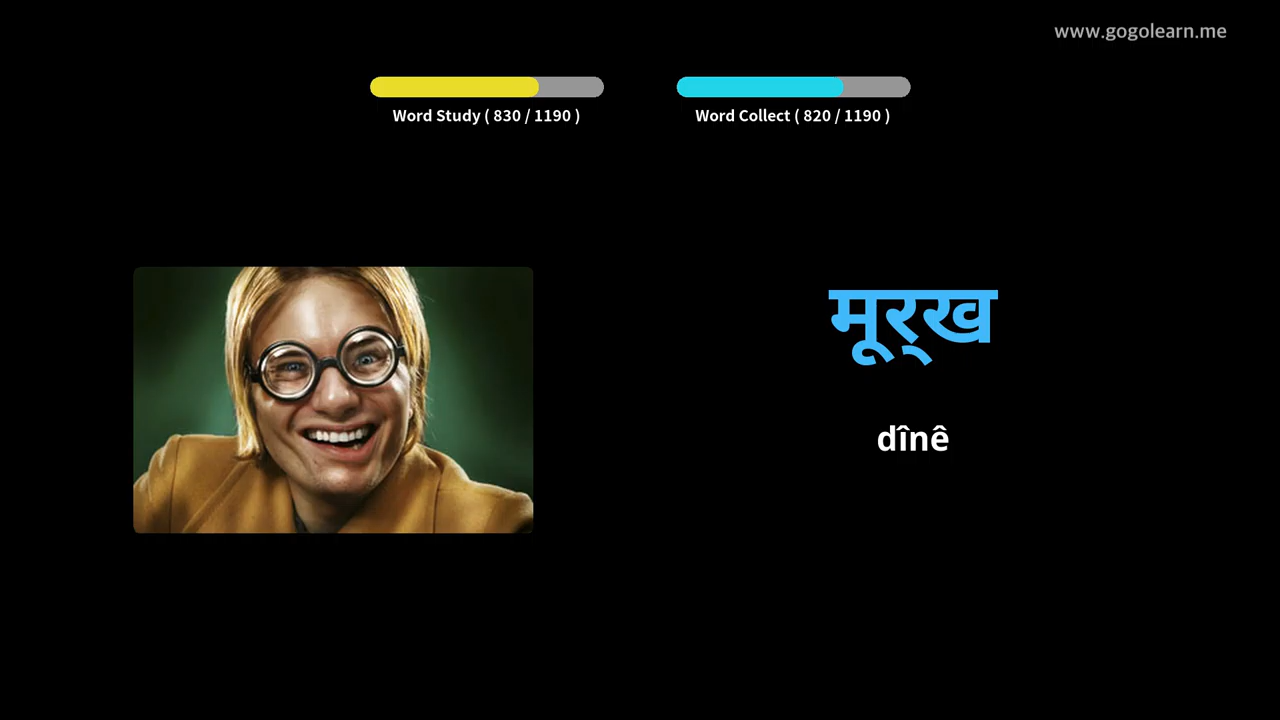 www.gogolearn.me
Word Study ( 830 / 1190 )
Word Collect ( 820 / 1190 )
मूर्‍ख
dînê